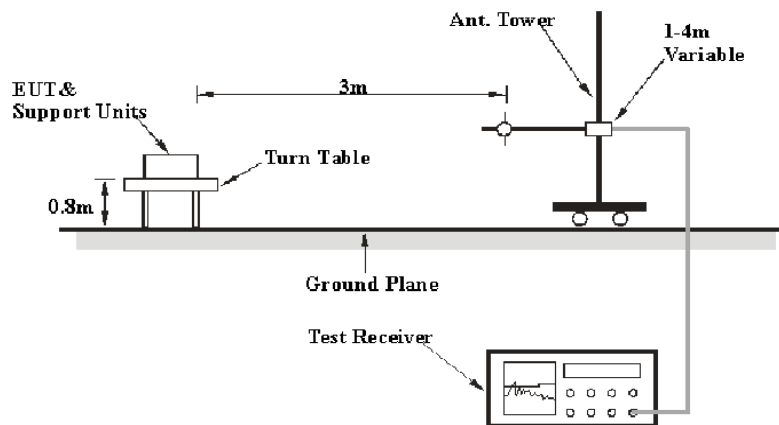 Ant. Tower
1-4m
Variable
EUT &
Support Units
3m
Turn Table
0.8m
Ground Plane
Test Receiver